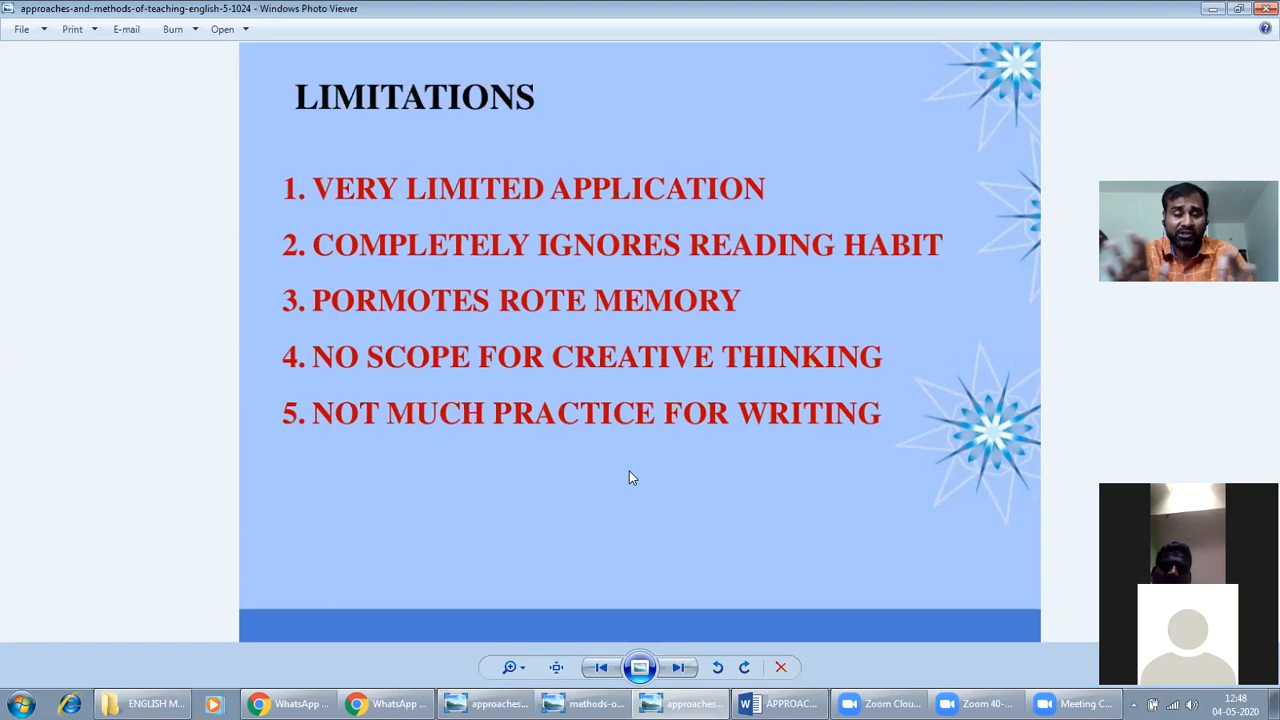 approaches-and-methods-of-teaching-english-5-1024 - Windows Photo Viewer
File Print E-mail Burn Open
LIMITATIONS
1. VERY LIMITED APPLICATION
2. COMPLETELY IGNORES READING HABIT
3. PORMOTES ROTE MEMORY
4. NO SCOPE FOR CREATIVE THINKING
5. NOT MUCH PRACTICE FOR WRITING
ENGLISH M... WhatsApp ... WhatsApp ... approaches... methods-o... approaches... APPROAC... Zoom Clou... Zoom 40-... Meeting C... 12:48
04-05-2020